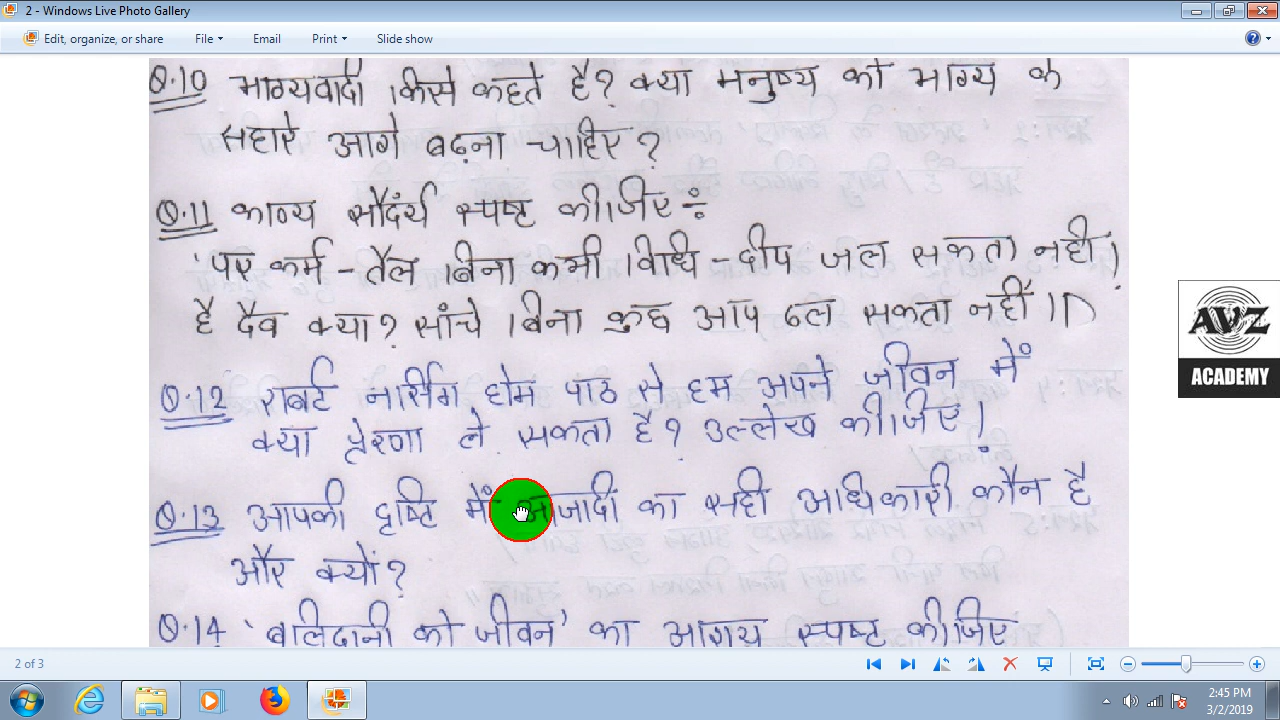 2 - Windows Live Photo Gallery
Edit, organize, or share File Email Print Slide show
Q.10 भाग्यवादी किसे कहते है? क्या मनुष्य को भाग्य के
सहारे आगे बढ़ना चाहिए?
Q.11 काव्य सौदंर्य स्पष्ट कीजिए ÷
'पर कर्म - तैल बिना कभी विधि - दीप जल सकता नही।
है दैव क्या? सांचे बिना कुछ आप ढल सकता नहीं।।
AVZ
ACADEMY
Q.12 राबर्ट नर्सिग होम पाठ से हम अपने जीवन में
क्या प्रेरणा ले सकता है? उल्लेख कीजिए।
Q.13 आपकी दृष्टि में आजादी का सही अधिकारी कौन है
और क्यों?
Q.14 'बलिदानी को जीवन' का आशय स्पष्ट कीजिए
2 of 3
2:45 PM
3/2/2019